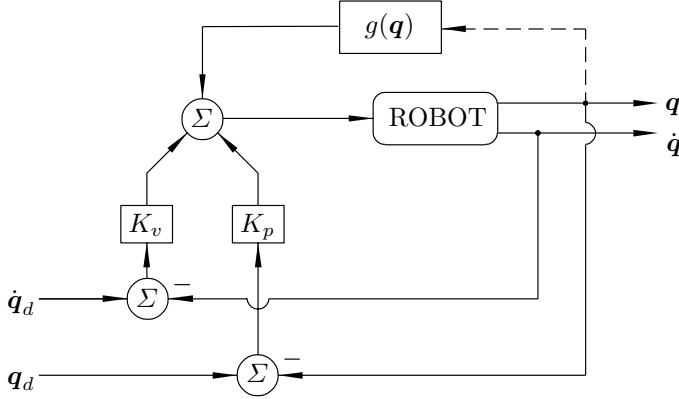 g(q)
Σ
ROBOT
q
q̇
K_v
K_p
q̇_d
Σ
−
q_d
Σ
−